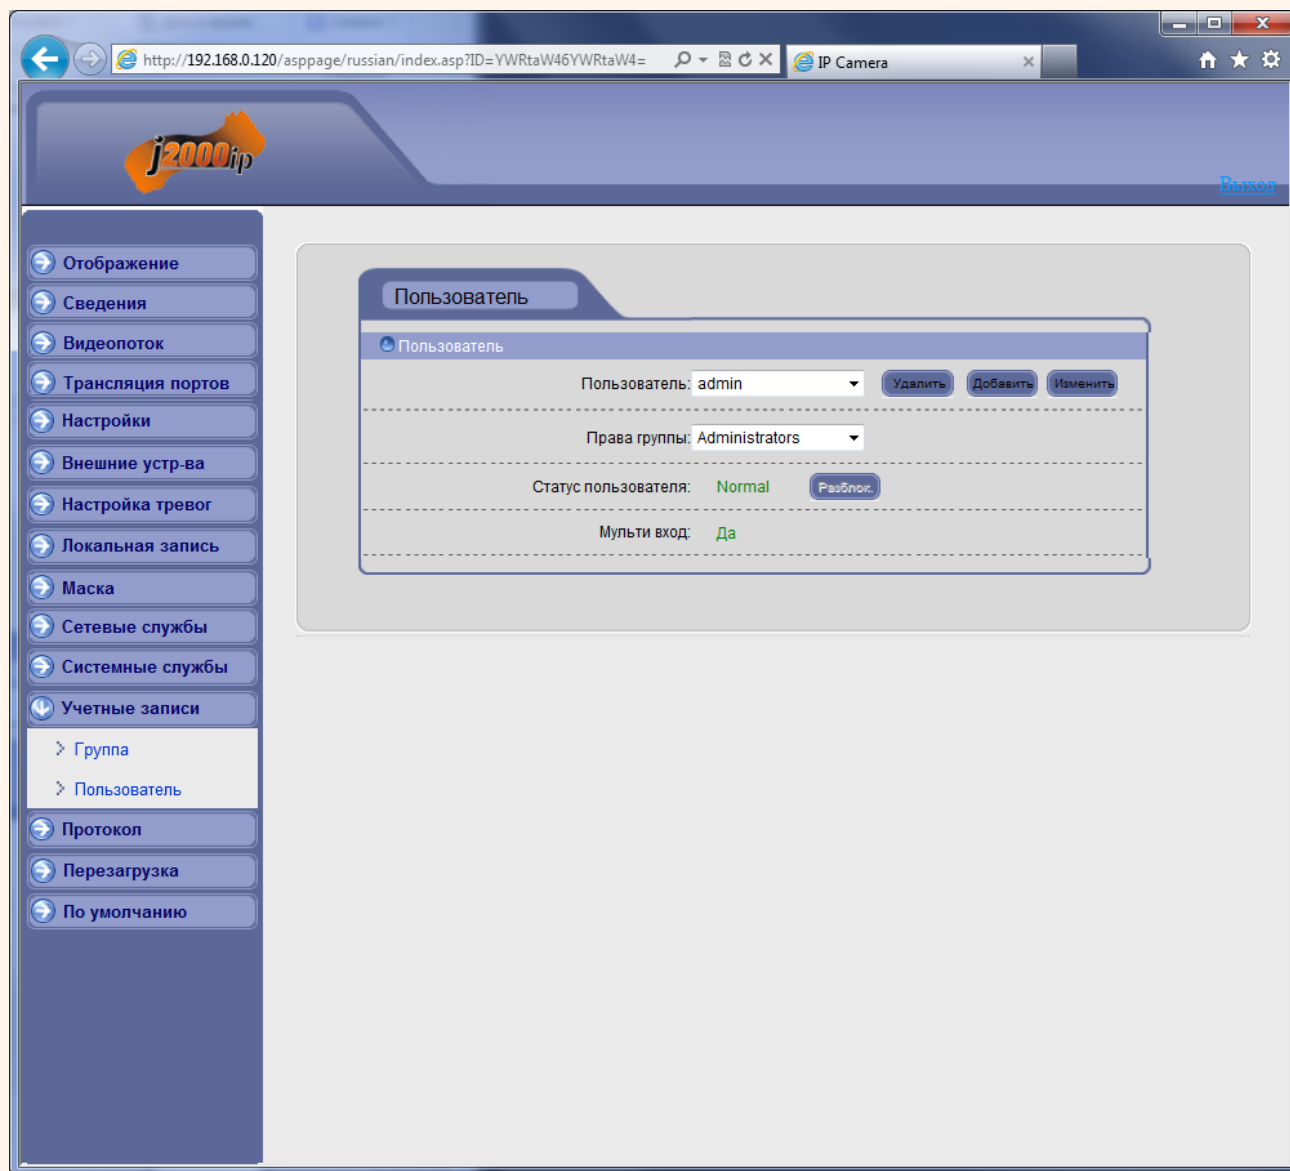 http://192.168.0.120/asppage/russian/index.asp?ID=YWRtaW46YWRtaW4=
IP Camera
j2000ip
Выход
Отображение
Сведения
Видеопоток
Трансляция портов
Настройки
Внешние устр-ва
Настройка тревог
Локальная запись
Маска
Сетевые службы
Системные службы
Учетные записи
Группа
Пользователь
Протокол
Перезагрузка
По умолчанию
Пользователь
Пользователь
Пользователь: admin Удалить Добавить Изменить
Права группы: Administrators
Статус пользователя: Normal Разблок.
Мульти вход: Да